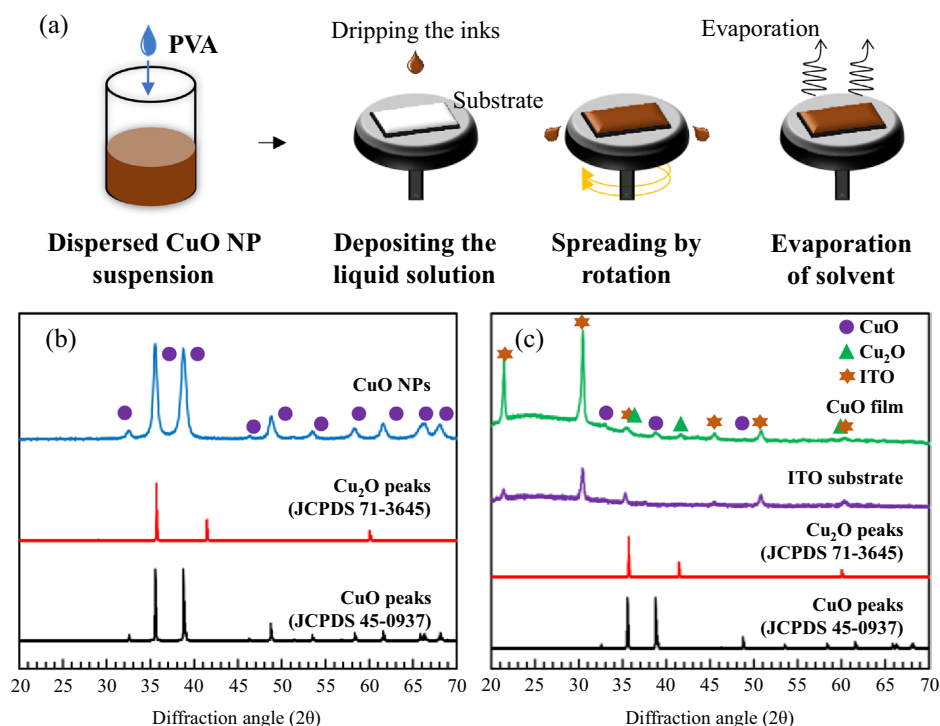 (a)
PVA
Dripping the inks
Substrate
Evaporation
Dispersed CuO NP
suspension
Depositing the
liquid solution
Spreading by
rotation
Evaporation
of solvent
(b)
CuO NPs
Cu₂O peaks
(JCPDS 71-3645)
CuO peaks
(JCPDS 45-0937)
20 25 30 35 40 45 50 55 60 65 70
Diffraction angle (2θ)
(c)
CuO
Cu₂O
ITO
CuO film
ITO substrate
Cu₂O peaks
(JCPDS 71-3645)
CuO peaks
(JCPDS 45-0937)
20 25 30 35 40 45 50 55 60 65 70
Diffraction angle (2θ)